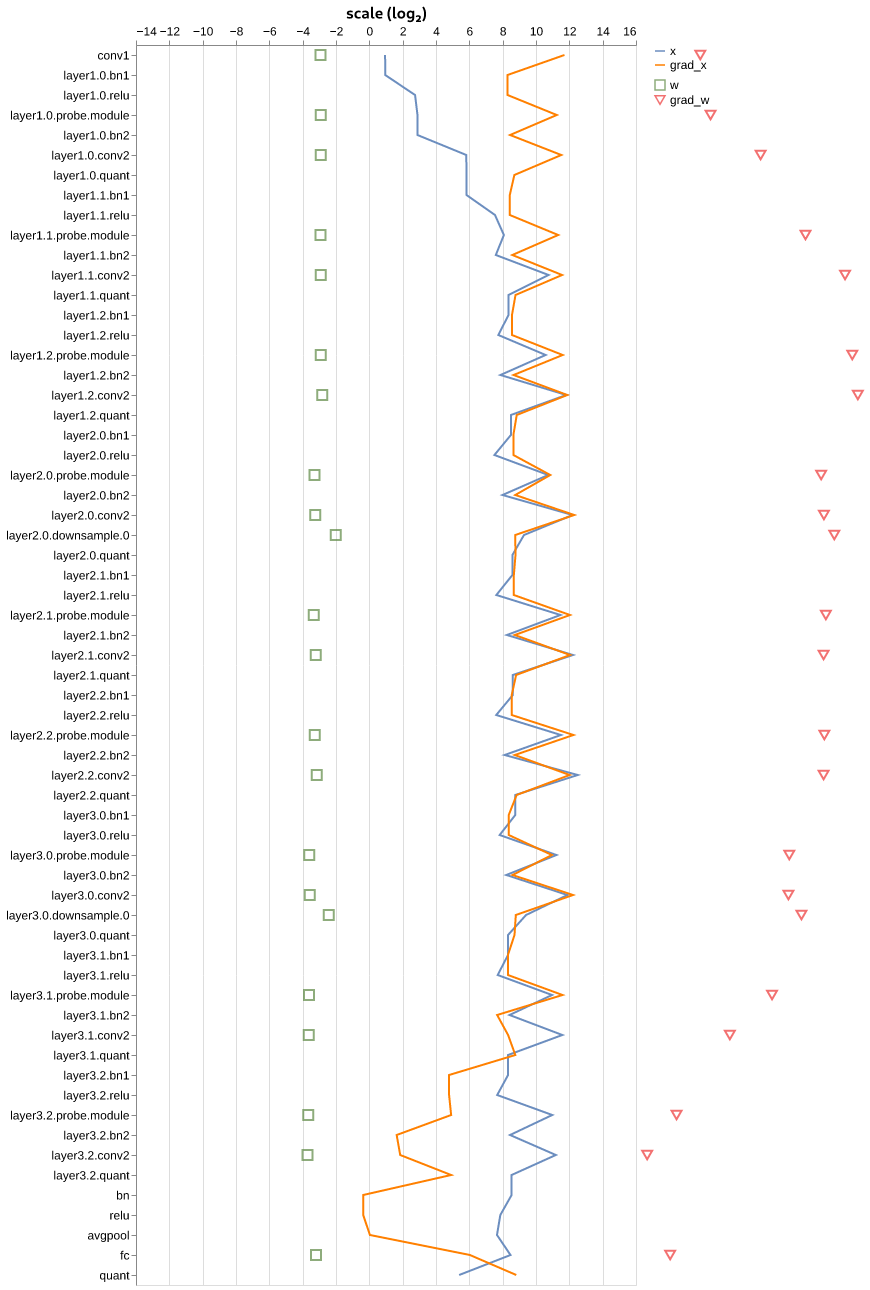 scale (log₂)
−14 −12 −10 −8 −6 −4 −2 0 2 4 6 8 10 12 14 16
x
grad_x
w
grad_w
conv1
layer1.0.bn1
layer1.0.relu
layer1.0.probe.module
layer1.0.bn2
layer1.0.conv2
layer1.0.quant
layer1.1.bn1
layer1.1.relu
layer1.1.probe.module
layer1.1.bn2
layer1.1.conv2
layer1.1.quant
layer1.2.bn1
layer1.2.relu
layer1.2.probe.module
layer1.2.bn2
layer1.2.conv2
layer1.2.quant
layer2.0.bn1
layer2.0.relu
layer2.0.probe.module
layer2.0.bn2
layer2.0.conv2
layer2.0.downsample.0
layer2.0.quant
layer2.1.bn1
layer2.1.relu
layer2.1.probe.module
layer2.1.bn2
layer2.1.conv2
layer2.1.quant
layer2.2.bn1
layer2.2.relu
layer2.2.probe.module
layer2.2.bn2
layer2.2.conv2
layer2.2.quant
layer3.0.bn1
layer3.0.relu
layer3.0.probe.module
layer3.0.bn2
layer3.0.conv2
layer3.0.downsample.0
layer3.0.quant
layer3.1.bn1
layer3.1.relu
layer3.1.probe.module
layer3.1.bn2
layer3.1.conv2
layer3.1.quant
layer3.2.bn1
layer3.2.relu
layer3.2.probe.module
layer3.2.bn2
layer3.2.conv2
layer3.2.quant
bn
relu
avgpool
fc
quant